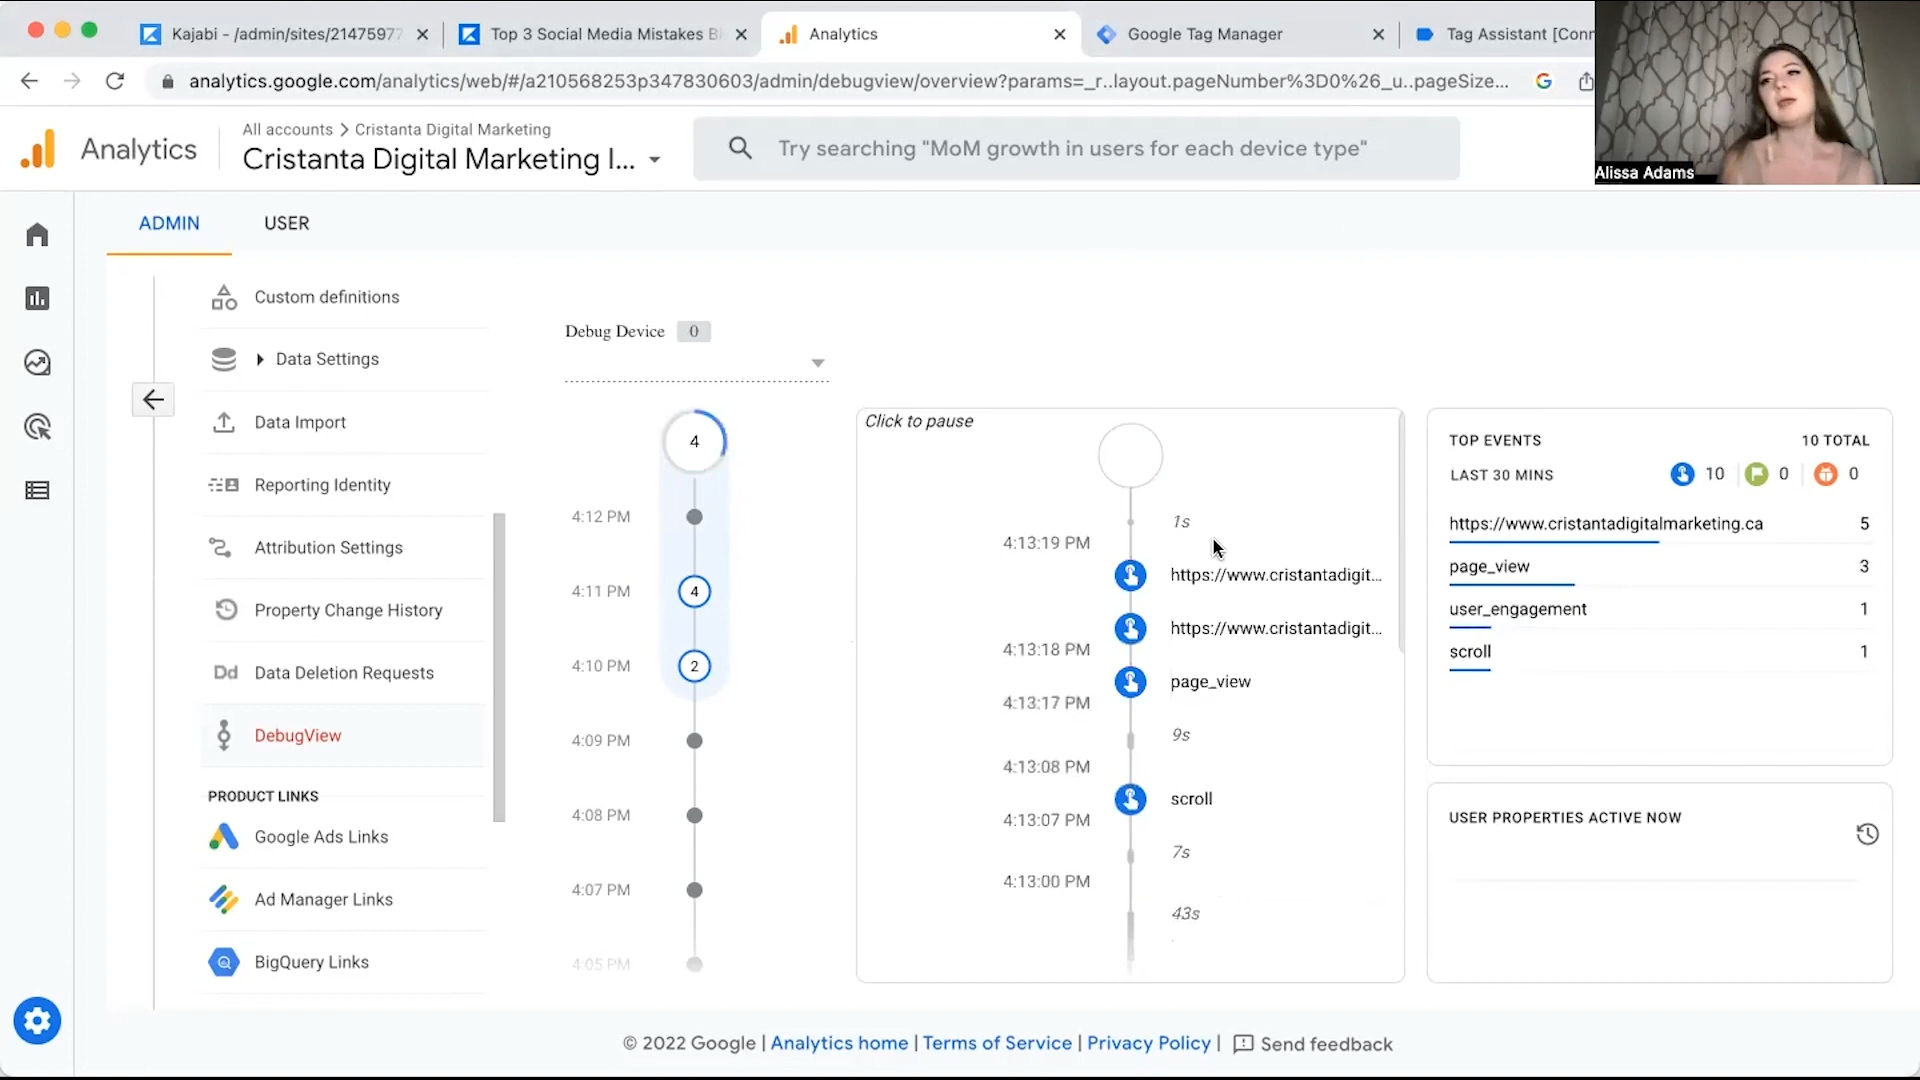 Kajabi - /admin/sites/21475977
Top 3 Social Media Mistakes B
Analytics
Google Tag Manager
Tag Assistant [Conn
analytics.google.com/analytics/web/#/a210568253p347830603/admin/debugview/overview?params=_r..layout.pageNumber%3D0%26_u..pageSize...
Analytics
All accounts > Cristanta Digital Marketing
Cristanta Digital Marketing I...
Try searching "MoM growth in users for each device type"
Alissa Adams
ADMIN
USER
Custom definitions
Data Settings
Data Import
Reporting Identity
Attribution Settings
Property Change History
Dd Data Deletion Requests
DebugView
PRODUCT LINKS
Google Ads Links
Ad Manager Links
BigQuery Links
Debug Device 0
4
4:12 PM
4:11 PM 4
4:10 PM 2
4:09 PM
4:08 PM
4:07 PM
4:05 PM
Click to pause
1s
4:13:19 PM
https://www.cristantadigit...
https://www.cristantadigit...
4:13:18 PM
page_view
4:13:17 PM
9s
4:13:08 PM
scroll
4:13:07 PM
7s
4:13:00 PM
43s
TOP EVENTS 10 TOTAL
LAST 30 MINS 10 0 0
https://www.cristantadigitalmarketing.ca 5
page_view 3
user_engagement 1
scroll 1
USER PROPERTIES ACTIVE NOW
© 2022 Google | Analytics home | Terms of Service | Privacy Policy | Send feedback